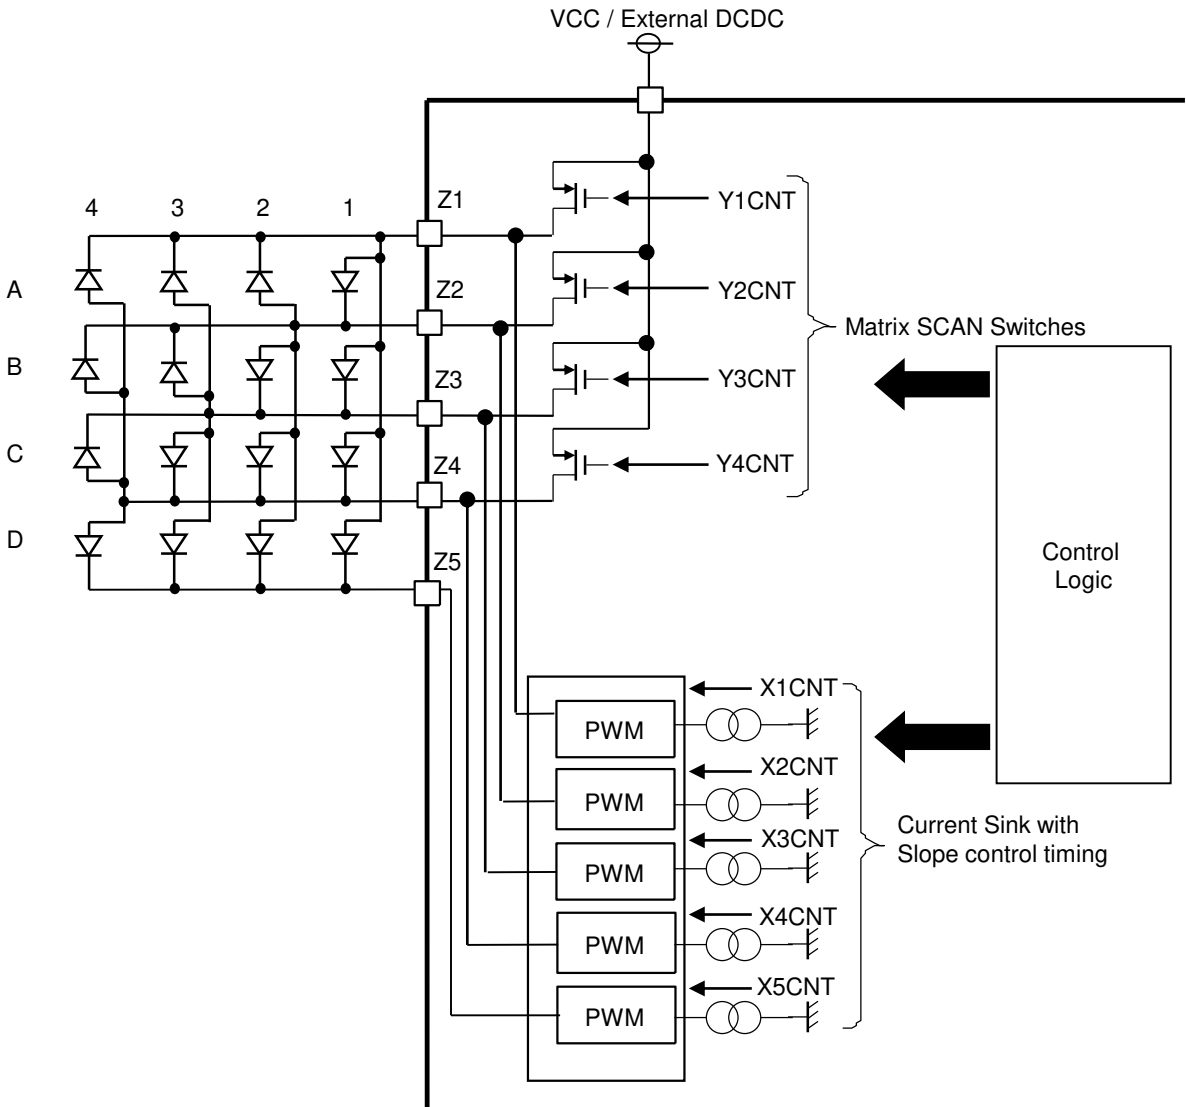 VCC / External DCDC
Z1
Y1CNT
4 3 2 1
A
Z2
Y2CNT
Matrix SCAN Switches
B
Z3
Y3CNT
C
Z4
Y4CNT
D
Z5
Control
Logic
X1CNT
PWM
X2CNT
PWM
X3CNT
Current Sink with
Slope control timing
PWM
X4CNT
PWM
X5CNT
PWM